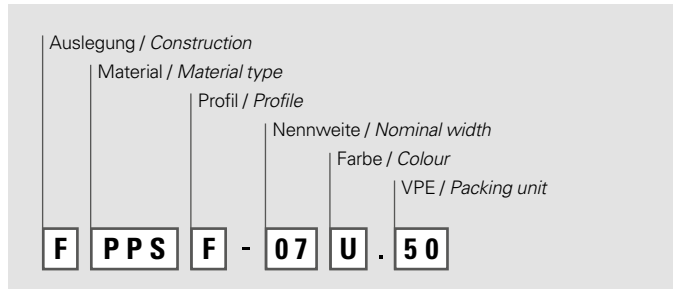 Auslegung / Construction
Material / Material type
Profil / Profile
Nennweite / Nominal width
Farbe / Colour
VPE / Packing unit
F PPS F - 07 U . 50